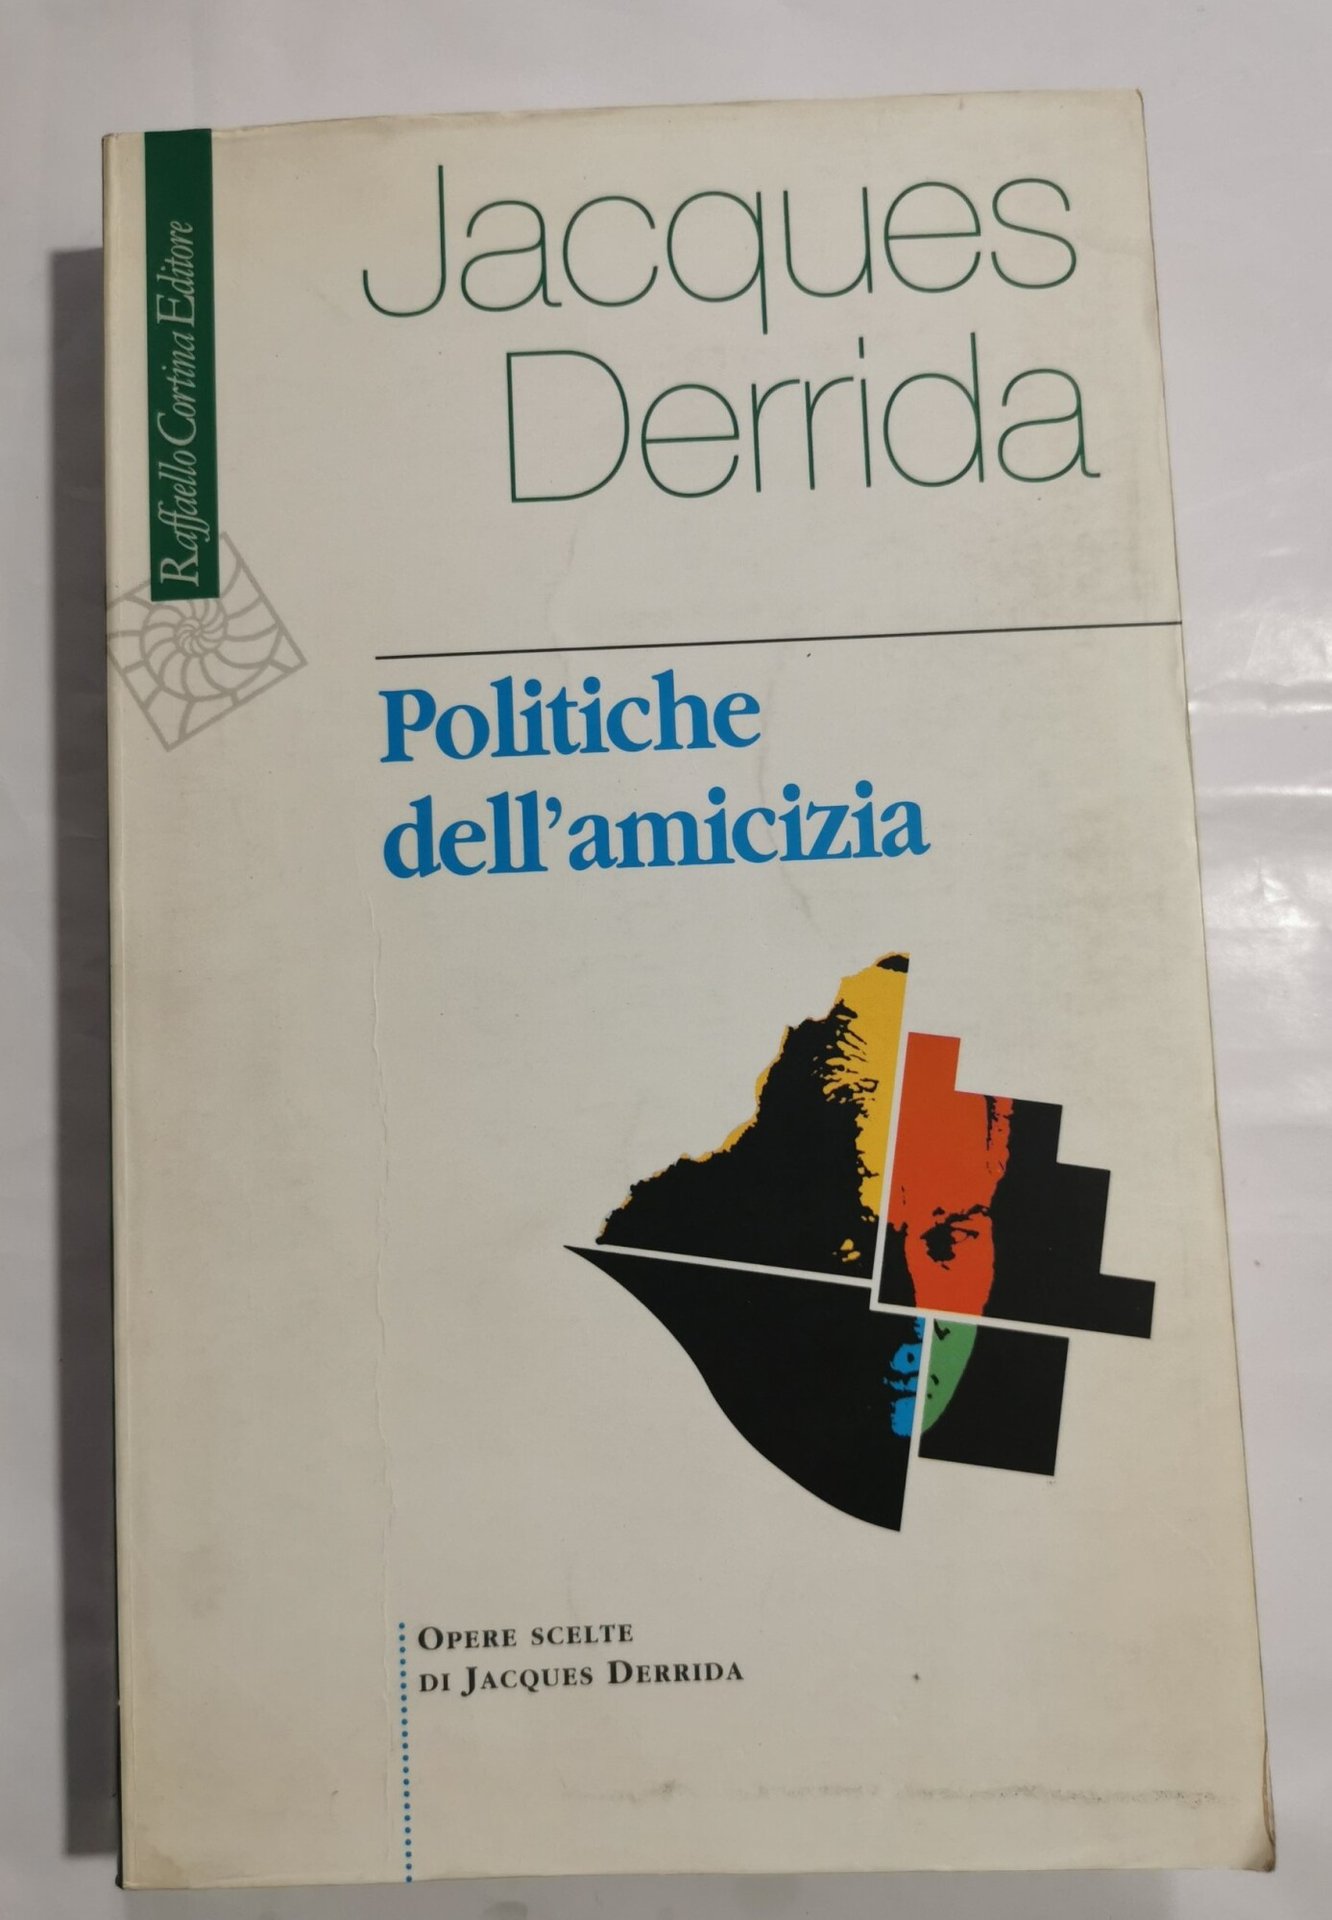 Raffaello Cortina Editore
Jacques
Derrida
Politiche
dell'amicizia
OPERE SCELTE
DI JACQUES DERRIDA